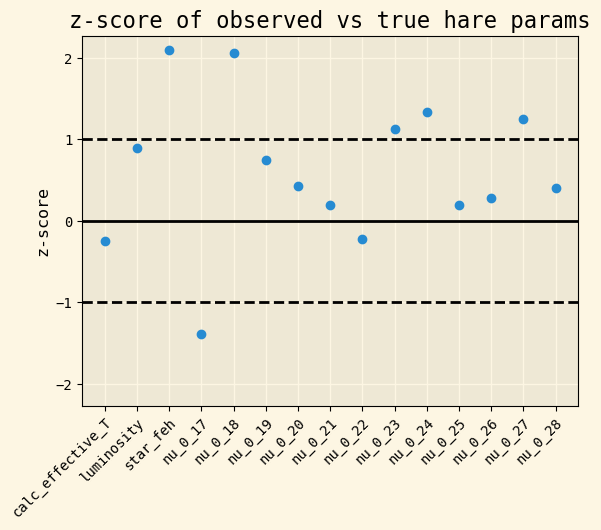 z-score of observed vs true hare params
z-score
2
1
0
−1
−2
calc_effective_T
luminosity
star_feh
nu_0_17
nu_0_18
nu_0_19
nu_0_20
nu_0_21
nu_0_22
nu_0_23
nu_0_24
nu_0_25
nu_0_26
nu_0_27
nu_0_28